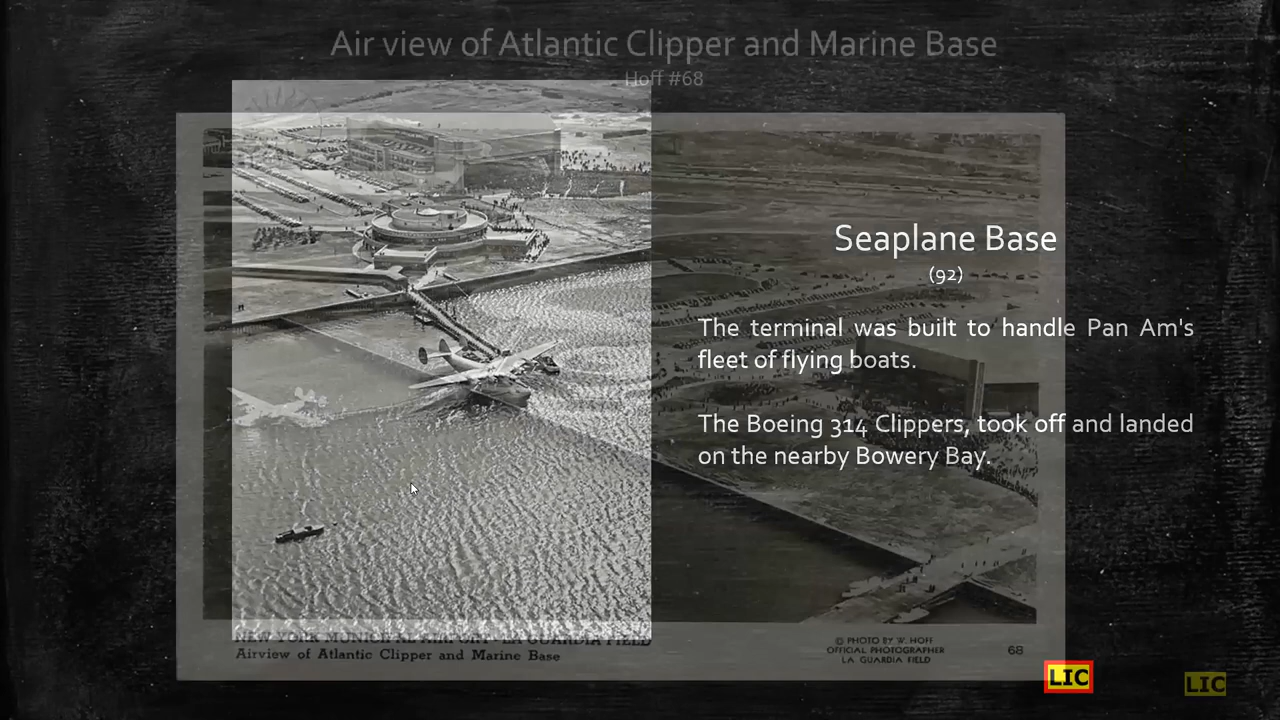 Air view of Atlantic Clipper and Marine Base
Hoff #68
Seaplane Base
(92)
The terminal was built to handle Pan Am's
fleet of flying boats.
The Boeing 314 Clippers, took off and landed
on the nearby Bowery Bay.
NEW YORK MUNICIPAL AIRPORT LA GUARDIA FIELD
Airview of Atlantic Clipper and Marine Base
© PHOTO BY W. HOFF
OFFICIAL PHOTOGRAPHER
LA GUARDIA FIELD
68
LIC
LIC